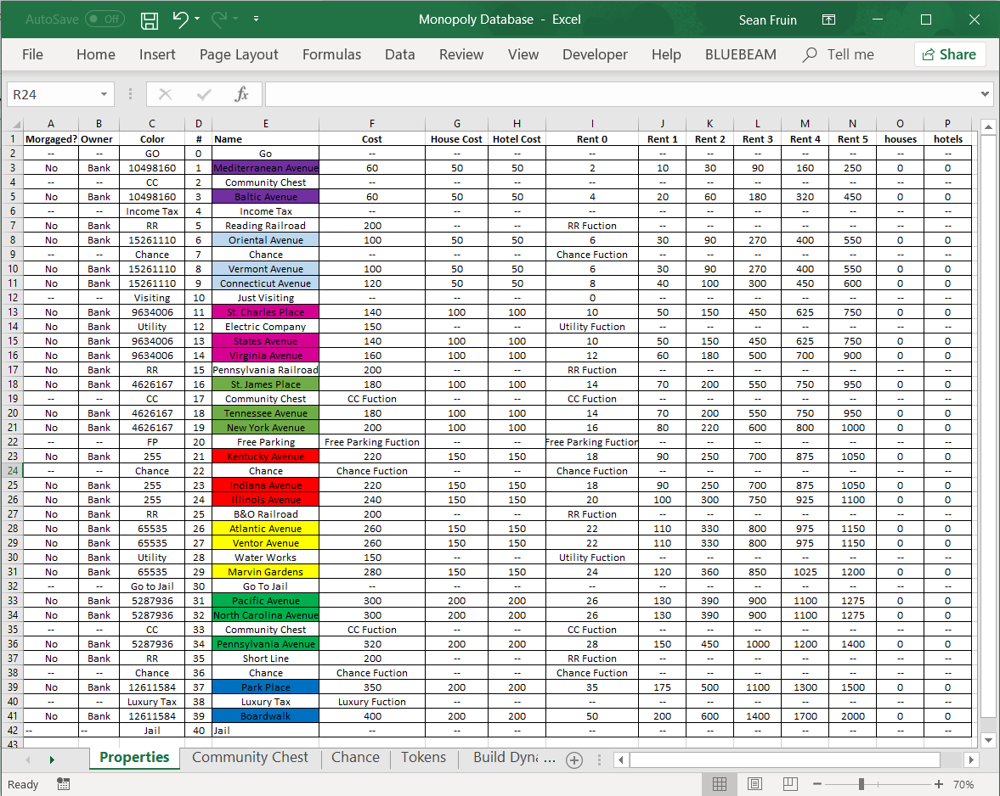 AutoSave Off Monopoly Database - Excel Sean Fruin
File Home Insert Page Layout Formulas Data Review View Developer Help BLUEBEAM Tell me Share
R24 fx
A B C D E F G H I J K L M N O P
1 Morgaged? Owner Color # Name Cost House Cost Hotel Cost Rent 0 Rent 1 Rent 2 Rent 3 Rent 4 Rent 5 houses hotels
2 -- -- GO 0 Go -- -- -- -- -- -- -- -- -- -- --
3 No Bank 10498160 1 Mediterranean Avenue 60 50 50 2 10 30 90 160 250 0 0
4 -- -- CC 2 Community Chest -- -- -- -- -- -- -- -- -- -- --
5 No Bank 10498160 3 Baltic Avenue 60 50 50 4 20 60 180 320 450 0 0
6 -- -- Income Tax 4 Income Tax -- -- -- -- -- -- -- -- -- -- --
7 No Bank RR 5 Reading Railroad 200 -- -- RR Fuction -- -- -- -- -- -- --
8 No Bank 15261110 6 Oriental Avenue 100 50 50 6 30 90 270 400 550 0 0
9 -- -- Chance 7 Chance -- -- -- Chance Fuction -- -- -- -- -- -- --
10 No Bank 15261110 8 Vermont Avenue 100 50 50 6 30 90 270 400 550 0 0
11 No Bank 15261110 9 Connecticut Avenue 120 50 50 8 40 100 300 450 600 0 0
12 -- -- Visiting 10 Just Visiting -- -- -- 0 -- -- -- -- -- -- --
13 No Bank 9634006 11 St. Charles Place 140 100 100 10 50 150 450 625 750 0 0
14 No Bank Utility 12 Electric Company 150 -- -- Utility Fuction -- -- -- -- -- -- --
15 No Bank 9634006 13 States Avenue 140 100 100 10 50 150 450 625 750 0 0
16 No Bank 9634006 14 Virginia Avenue 160 100 100 12 60 180 500 700 900 0 0
17 No Bank RR 15 Pennsylvania Railroad 200 -- -- RR Fuction -- -- -- -- -- -- --
18 No Bank 4626167 16 St. James Place 180 100 100 14 70 200 550 750 950 0 0
19 -- -- CC 17 Community Chest CC Fuction -- -- CC Fuction -- -- -- -- -- -- --
20 No Bank 4626167 18 Tennessee Avenue 180 100 100 14 70 200 550 750 950 0 0
21 No Bank 4626167 19 New York Avenue 200 100 100 16 80 220 600 800 1000 0 0
22 -- -- FP 20 Free Parking Free Parking Fuction -- -- Free Parking Fuction -- -- -- -- -- -- --
23 No Bank 255 21 Kentucky Avenue 220 150 150 18 90 250 700 875 1050 0 0
24 -- -- Chance 22 Chance Chance Fuction -- -- Chance Fuction -- -- -- -- -- -- --
25 No Bank 255 23 Indiana Avenue 220 150 150 18 90 250 700 875 1050 0 0
26 No Bank 255 24 Illinois Avenue 240 150 150 20 100 300 750 925 1100 0 0
27 No Bank RR 25 B&O Railroad 200 -- -- RR Fuction -- -- -- -- -- -- --
28 No Bank 65535 26 Atlantic Avenue 260 150 150 22 110 330 800 975 1150 0 0
29 No Bank 65535 27 Ventor Avenue 260 150 150 22 110 330 800 975 1150 0 0
30 No Bank Utility 28 Water Works 150 -- -- Utility Fuction -- -- -- -- -- -- --
31 No Bank 65535 29 Marvin Gardens 280 150 150 24 120 360 850 1025 1200 0 0
32 -- -- Go to Jail 30 Go To Jail -- -- -- -- -- -- -- -- -- -- --
33 No Bank 5287936 31 Pacific Avenue 300 200 200 26 130 390 900 1100 1275 0 0
34 No Bank 5287936 32 North Carolina Avenue 300 200 200 26 130 390 900 1100 1275 0 0
35 -- -- CC 33 Community Chest CC Fuction -- -- CC Fuction -- -- -- -- -- -- --
36 No Bank 5287936 34 Pennsylvania Avenue 320 200 200 28 150 450 1000 1200 1400 0 0
37 No Bank RR 35 Short Line 200 -- -- RR Fuction -- -- -- -- -- -- --
38 -- -- Chance 36 Chance Chance Fuction -- -- Chance Fuction -- -- -- -- -- -- --
39 No Bank 12611584 37 Park Place 350 200 200 35 175 500 1100 1300 1500 0 0
40 -- -- Luxury Tax 38 Luxury Tax Luxury Fuction -- -- -- -- -- -- -- -- -- --
41 No Bank 12611584 39 Boardwalk 400 200 200 50 200 600 1400 1700 2000 0 0
42 -- -- Jail 40 Jail -- -- -- -- -- -- -- -- -- -- --
43
Properties Community Chest Chance Tokens Build Dyna ...
Ready 70%